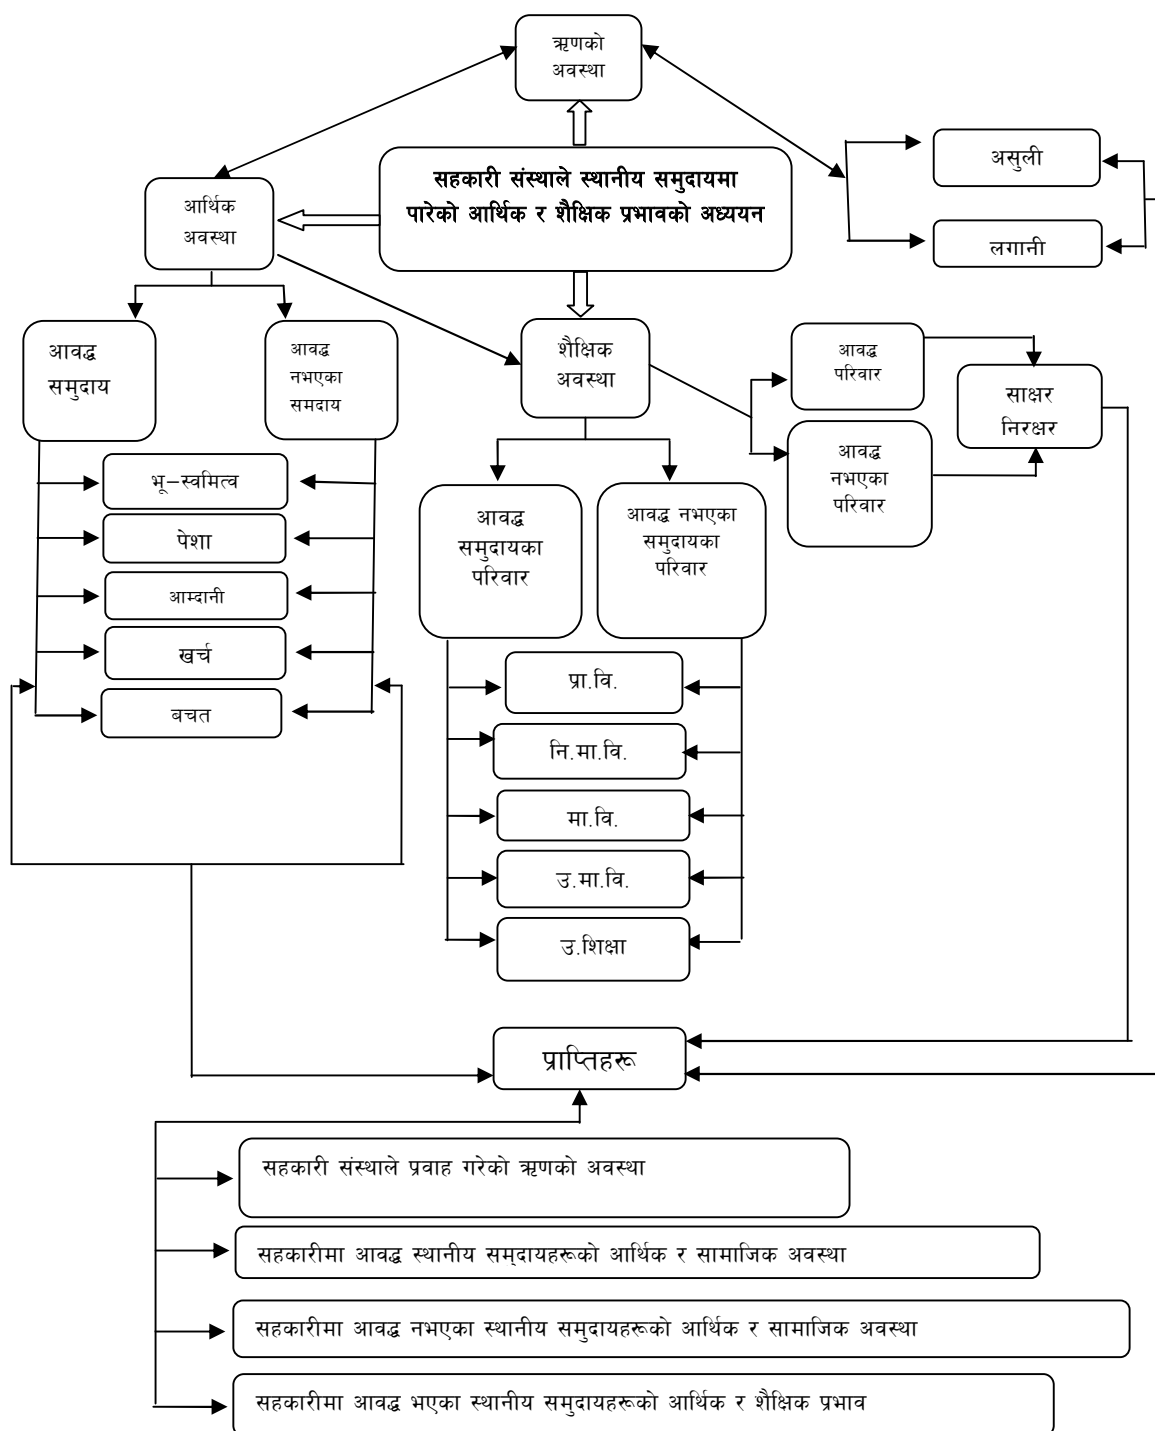 ऋणको
अवस्था
सहकारी संस्थाले स्थानीय समुदायमा
पारेको आर्थिक र शैक्षिक प्रभावको अध्ययन
असुली
लगानी
आर्थिक
अवस्था
आवद्ध
समुदाय
आवद्ध
नभएका
समदाय
शैक्षिक
अवस्था
आवद्ध
परिवार
आवद्ध
नभएका
परिवार
साक्षर
निरक्षर
भू–स्वमित्व
पेशा
आम्दानी
खर्च
बचत
आवद्ध
समुदायका
परिवार
आवद्ध नभएका
समुदायका
परिवार
प्रा.वि.
नि.मा.वि.
मा.वि.
उ.मा.वि.
उ.शिक्षा
प्राप्तिहरू
सहकारी संस्थाले प्रवाह गरेको ऋणको अवस्था
सहकारीमा आवद्ध स्थानीय समुदायहरूको आर्थिक र सामाजिक अवस्था
सहकारीमा आवद्ध नभएका स्थानीय समुदायहरूको आर्थिक र सामाजिक अवस्था
सहकारीमा आवद्ध भएका स्थानीय समुदायहरूको आर्थिक र शैक्षिक प्रभाव